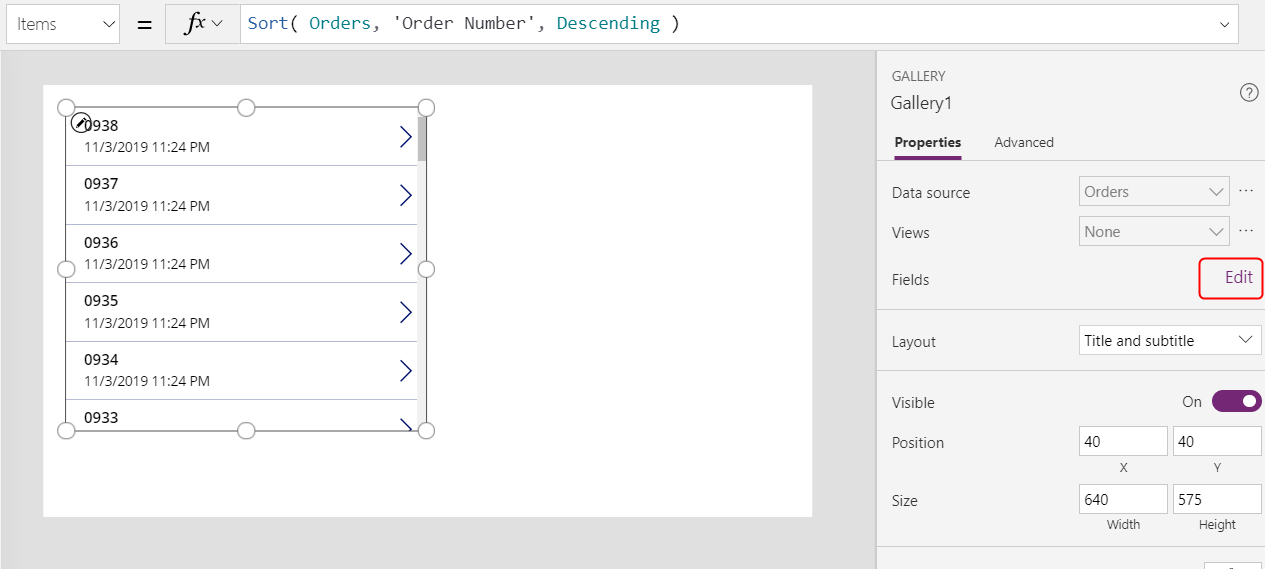 Items = fx Sort( Orders, 'Order Number', Descending )
0938
11/3/2019 11:24 PM
0937
11/3/2019 11:24 PM
0936
11/3/2019 11:24 PM
0935
11/3/2019 11:24 PM
0934
11/3/2019 11:24 PM
0933
GALLERY
Gallery1
?
Properties Advanced
Data source Orders ...
Views None ...
Fields Edit
Layout Title and subtitle
Visible On
Position 40 40
X Y
Size 640 575
Width Height